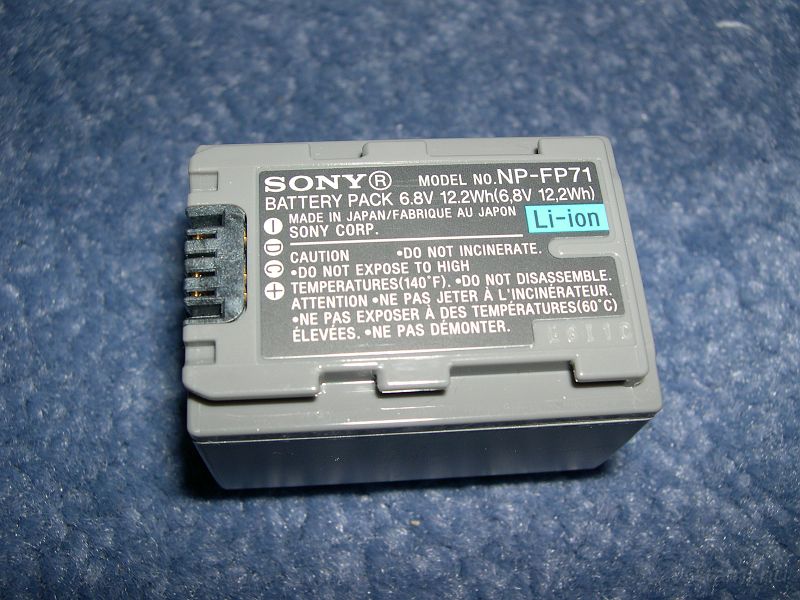 SONY® MODEL NO. NP-FP71
BATTERY PACK 6.8V 12.2Wh(6,8V 12,2Wh)
MADE IN JAPAN/FABRIQUE AU JAPON
SONY CORP.
Li-ion
D
C
CAUTION •DO NOT INCINERATE.
•DO NOT EXPOSE TO HIGH
TEMPERATURES(140°F). •DO NOT DISASSEMBLE.
ATTENTION •NE PAS JETER À L'INCINÉRATEUR.
•NE PAS EXPOSER À DES TEMPÉRATURES(60°C)
ÉLEVÉES. •NE PAS DÉMONTER.